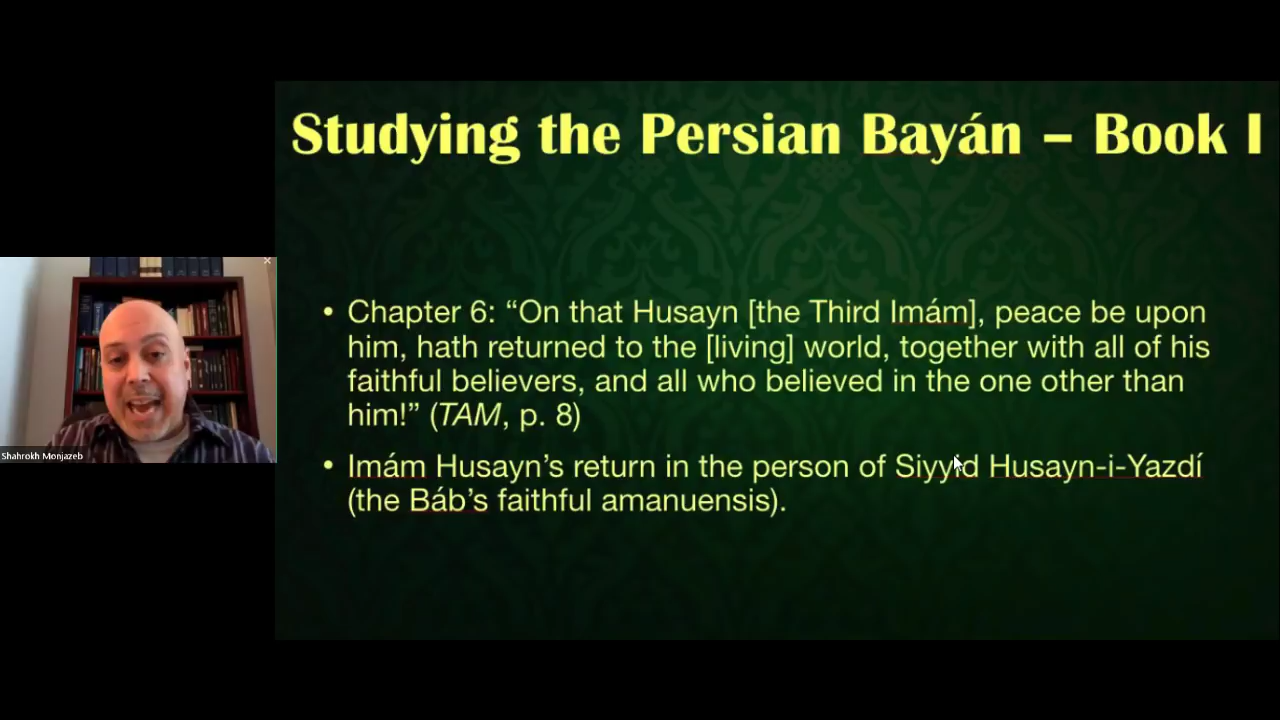 Studying the Persian Bayán – Book I
• Chapter 6: “On that Husayn [the Third Imám], peace be upon
him, hath returned to the [living] world, together with all of his
faithful believers, and all who believed in the one other than
him!” (TAM, p. 8)
• Imám Husayn’s return in the person of Siyyid Husayn-i-Yazdí
(the Báb’s faithful amanuensis).
Shahrokh Monjazeb